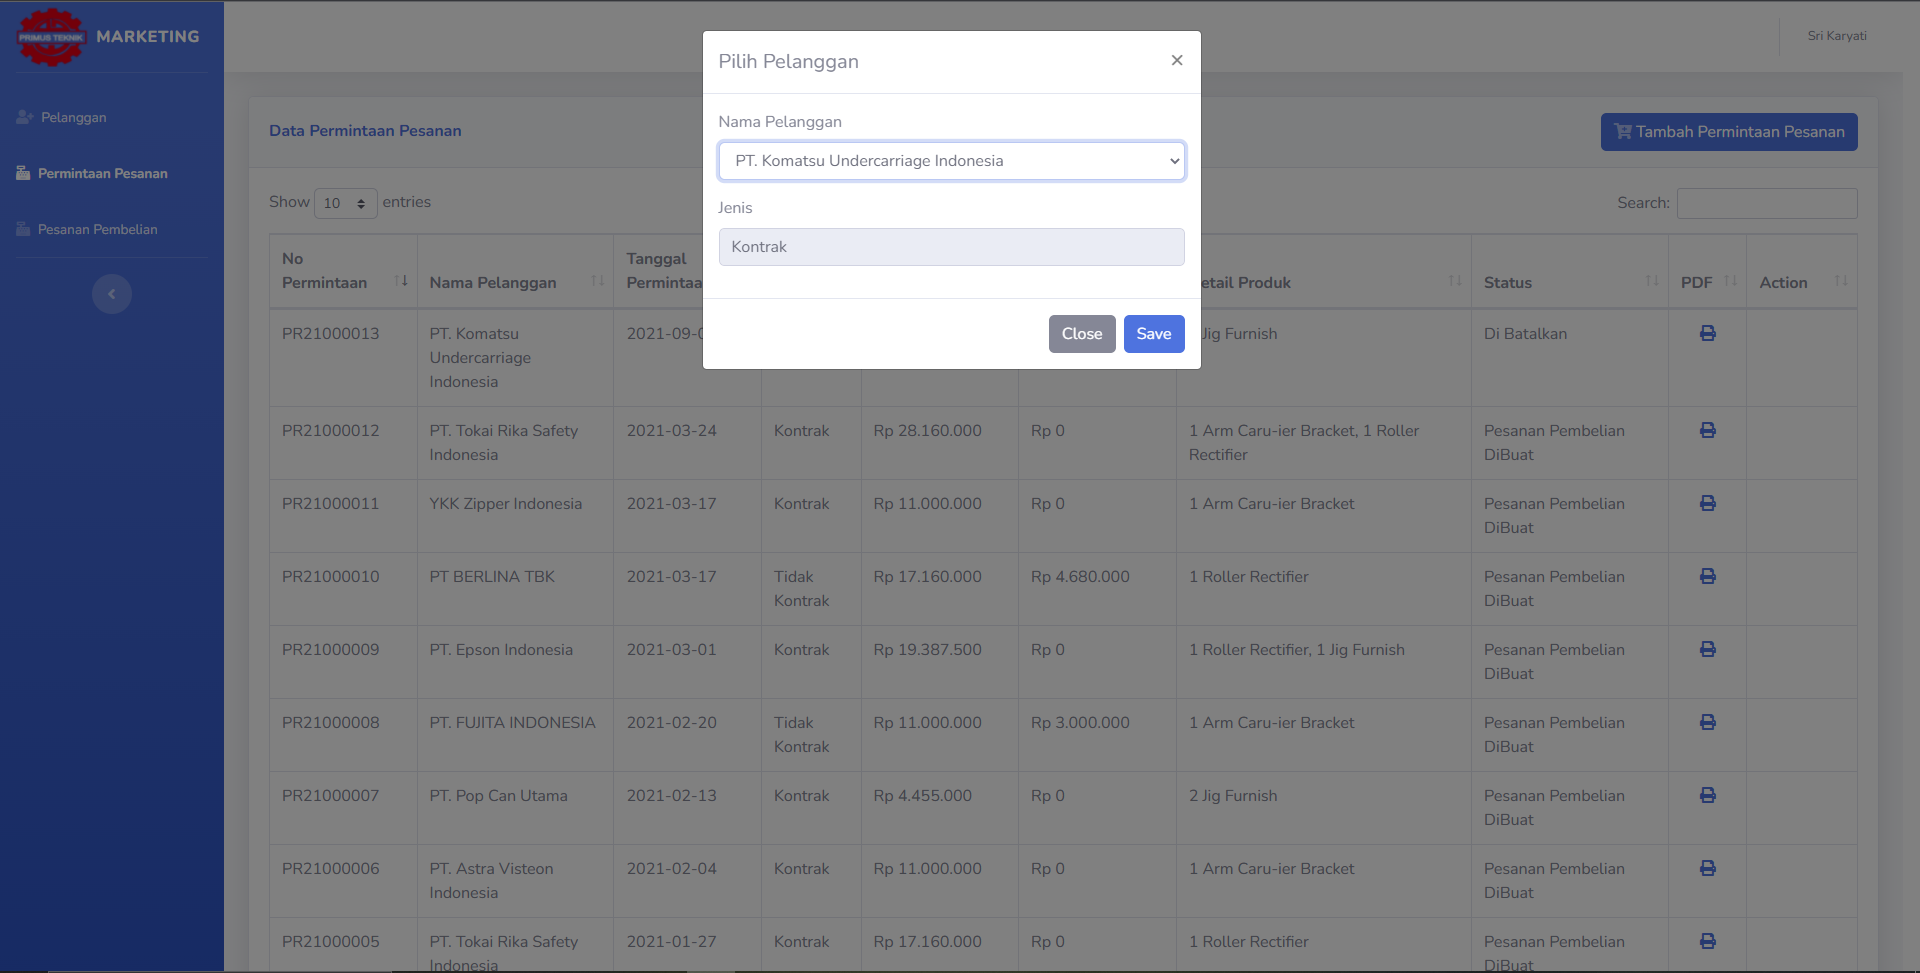 PRIMUS TEKNIK
MARKETING
Sri Karyati
Pelanggan
Permintaan Pesanan
Pesanan Pembelian
Pilih Pelanggan
×
Nama Pelanggan
PT. Komatsu Undercarriage Indonesia
Jenis
Kontrak
Close Save
Data Permintaan Pesanan
Tambah Permintaan Pesanan
Show 10 entries
Search:
No
Permintaan
Nama Pelanggan
Tanggal
Permintaa
etail Produk
Status
PDF
Action
PR21000013
PT. Komatsu
Undercarriage
Indonesia
2021-09-0
Jig Furnish
Di Batalkan
PR21000012
PT. Tokai Rika Safety
Indonesia
2021-03-24
Kontrak
Rp 28.160.000
Rp 0
1 Arm Caru-ier Bracket, 1 Roller
Rectifier
Pesanan Pembelian
DiBuat
PR21000011
YKK Zipper Indonesia
2021-03-17
Kontrak
Rp 11.000.000
Rp 0
1 Arm Caru-ier Bracket
Pesanan Pembelian
DiBuat
PR21000010
PT BERLINA TBK
2021-03-17
Tidak
Kontrak
Rp 17.160.000
Rp 4.680.000
1 Roller Rectifier
Pesanan Pembelian
DiBuat
PR21000009
PT. Epson Indonesia
2021-03-01
Kontrak
Rp 19.387.500
Rp 0
1 Roller Rectifier, 1 Jig Furnish
Pesanan Pembelian
DiBuat
PR21000008
PT. FUJITA INDONESIA
2021-02-20
Tidak
Kontrak
Rp 11.000.000
Rp 3.000.000
1 Arm Caru-ier Bracket
Pesanan Pembelian
DiBuat
PR21000007
PT. Pop Can Utama
2021-02-13
Kontrak
Rp 4.455.000
Rp 0
2 Jig Furnish
Pesanan Pembelian
DiBuat
PR21000006
PT. Astra Visteon
Indonesia
2021-02-04
Kontrak
Rp 11.000.000
Rp 0
1 Arm Caru-ier Bracket
Pesanan Pembelian
DiBuat
PR21000005
PT. Tokai Rika Safety
Indonesia
2021-01-27
Kontrak
Rp 17.160.000
Rp 0
1 Roller Rectifier
Pesanan Pembelian
DiBuat